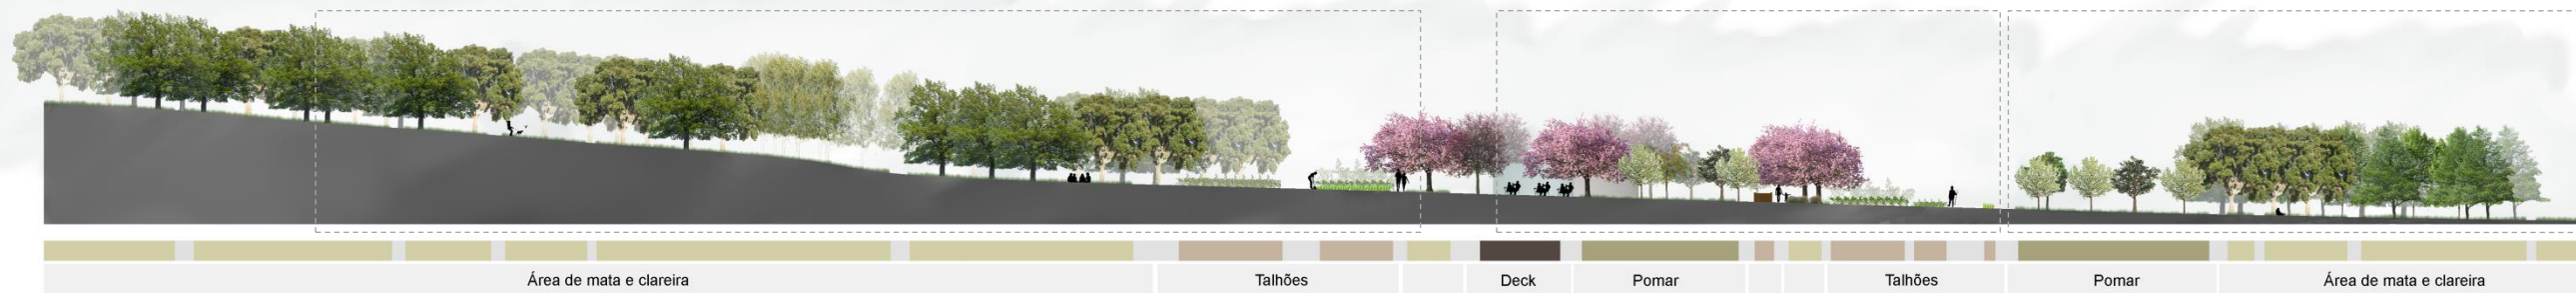 Área de mata e clareira
Talhões
Deck
Pomar
Talhões
Pomar
Área de mata e clareira